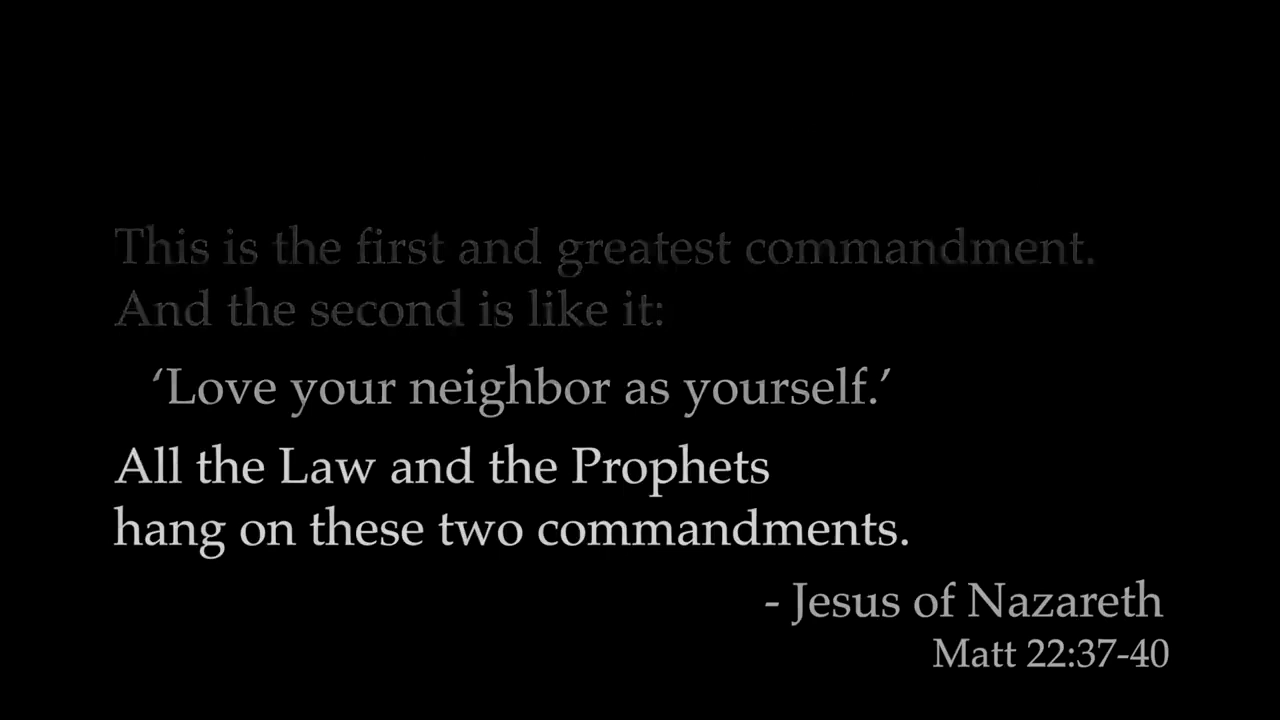 This is the first and greatest commandment.
And the second is like it:
‘Love your neighbor as yourself.’
All the Law and the Prophets
hang on these two commandments.
- Jesus of Nazareth
Matt 22:37-40